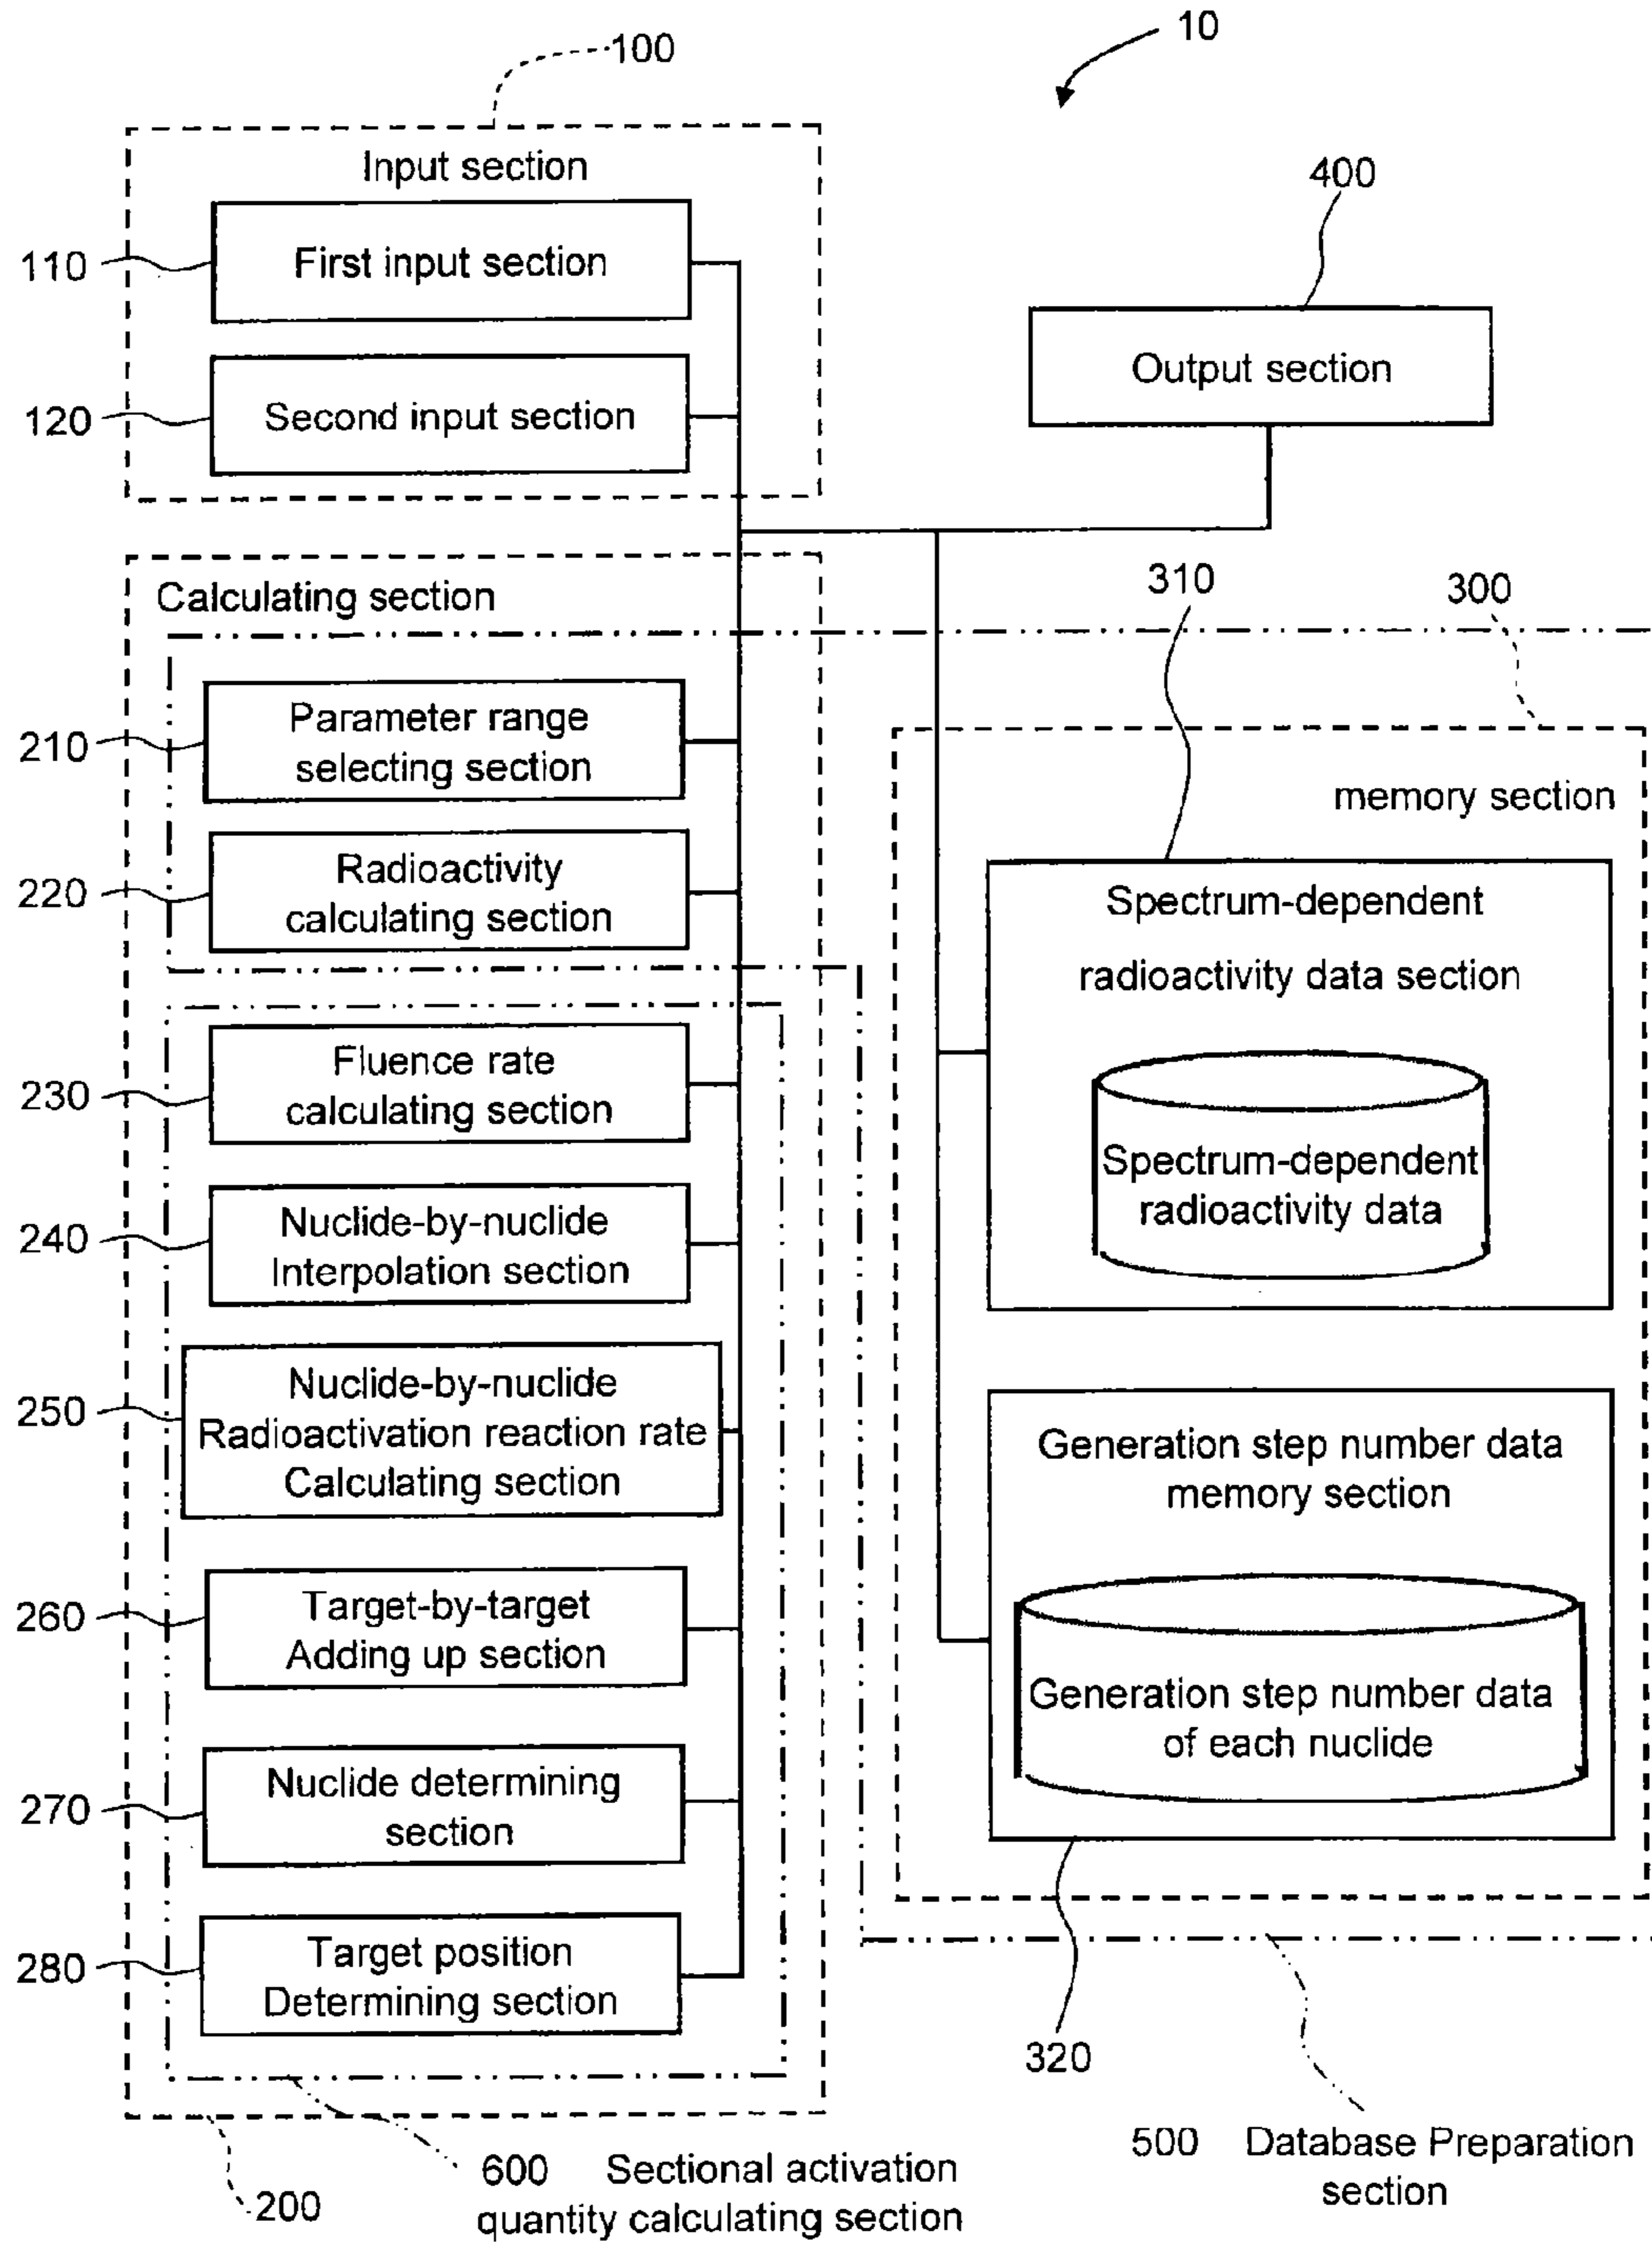 10
100
Input section
110
First input section
120
Second input section
400
Output section
Calculating section
310
300
210
Parameter range
selecting section
220
Radioactivity
calculating section
230
Fluence rate
calculating section
240
Nuclide-by-nuclide
Interpolation section
250
Nuclide-by-nuclide
Radioactivation reaction rate
Calculating section
260
Target-by-target
Adding up section
270
Nuclide determining
section
280
Target position
Determining section
memory section
Spectrum-dependent
radioactivity data section
Spectrum-dependent
radioactivity data
Generation step number data
memory section
Generation step number data
of each nuclide
320
500 Database Preparation
section
600 Sectional activation
quantity calculating section
200